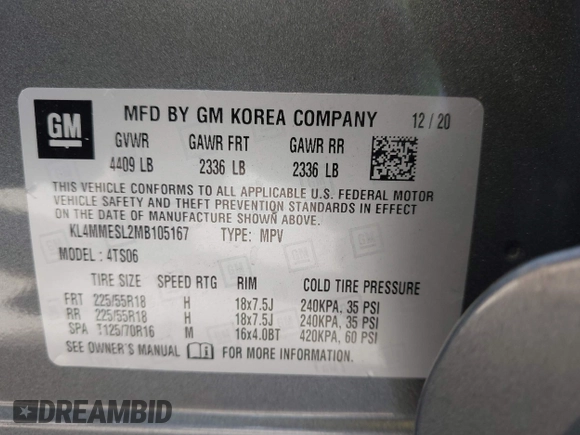 GM
MFD BY GM KOREA COMPANY 12/20
GVWR GAWR FRT GAWR RR
4409 LB 2336 LB 2336 LB
THIS VEHICLE CONFORMS TO ALL APPLICABLE U.S. FEDERAL MOTOR
VEHICLE SAFETY AND THEFT PREVENTION STANDARDS IN EFFECT
ON THE DATE OF MANUFACTURE SHOWN ABOVE.
KL4MMESL2MB105167 TYPE: MPV
MODEL: 4TS06
TIRE SIZE SPEED RTG RIM COLD TIRE PRESSURE
FRT 225/55R18 H 18x7.5J 240KPA, 35 PSI
RR 225/55R18 H 18x7.5J 240KPA, 35 PSI
SPA T125/70R16 M 16x4.0BT 420KPA, 60 PSI
SEE OWNER'S MANUAL FOR MORE INFORMATION.
DREAMBID